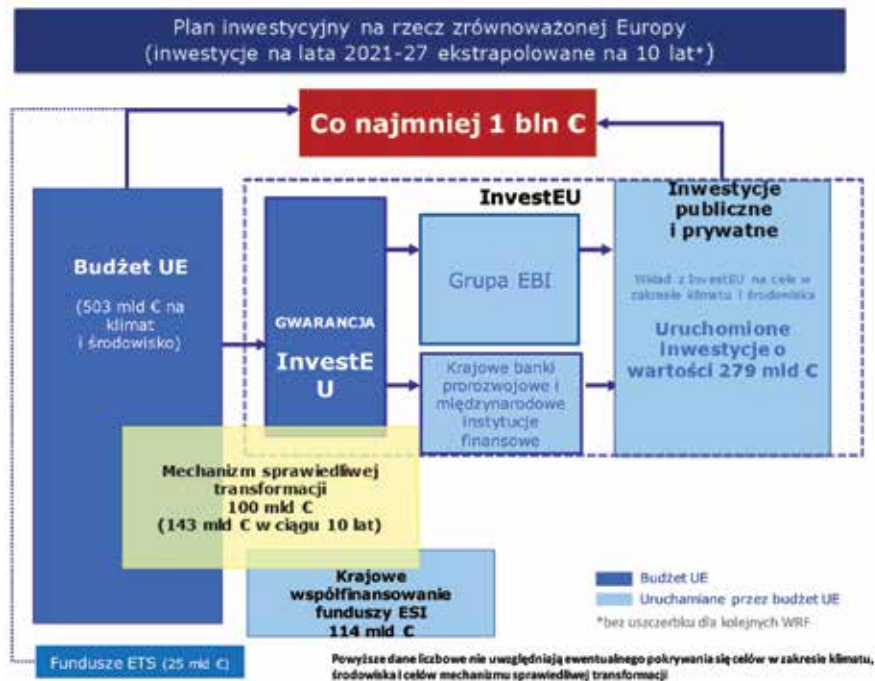 Plan inwestycyjny na rzecz zrównoważonej Europy
(inwestycje na lata 2021-27 ekstrapolowane na 10 lat*)
Co najmniej 1 bln €
Budżet UE
(503 mld € na
klimat
i środowisko)
InvestEU
GWARANCJA
InvestE
U
Grupa EBI
Krajowe banki
prorozwojowe i
międzynarodowe
instytucje
finansowe
Inwestycje
publiczne
i prywatne
Wkład z InvestEU na cele w
zakresie klimatu i środowiska
Uruchomione
inwestycje o
wartości 279 mld €
Mechanizm sprawiedliwej
transformacji
100 mld €
(143 mld € w ciągu 10 lat)
Krajowe
współfinansowanie
funduszy ESI
114 mld €
Fundusze ETS (25 mld €)
Budżet UE
Uruchamiane przez budżet UE
*bez uszczerbku dla kolejnych WRF
Powyższe dane liczbowe nie uwzględniają ewentualnego pokrywania się celów w zakresie klimatu,
środowiska i celów mechanizmu sprawiedliwej transformacji